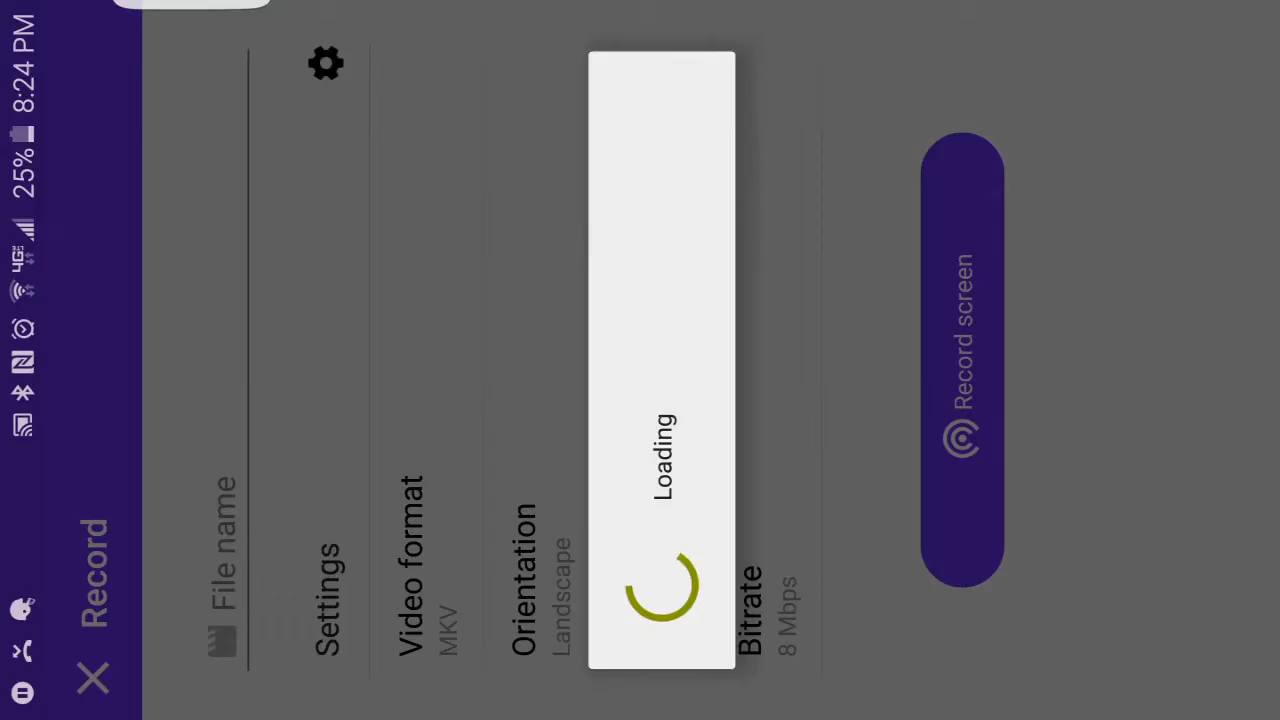 25% 8:24 PM
Record
File name
Settings
Video format
MKV
Orientation
Landscape
Loading
Bitrate
8 Mbps
Record screen